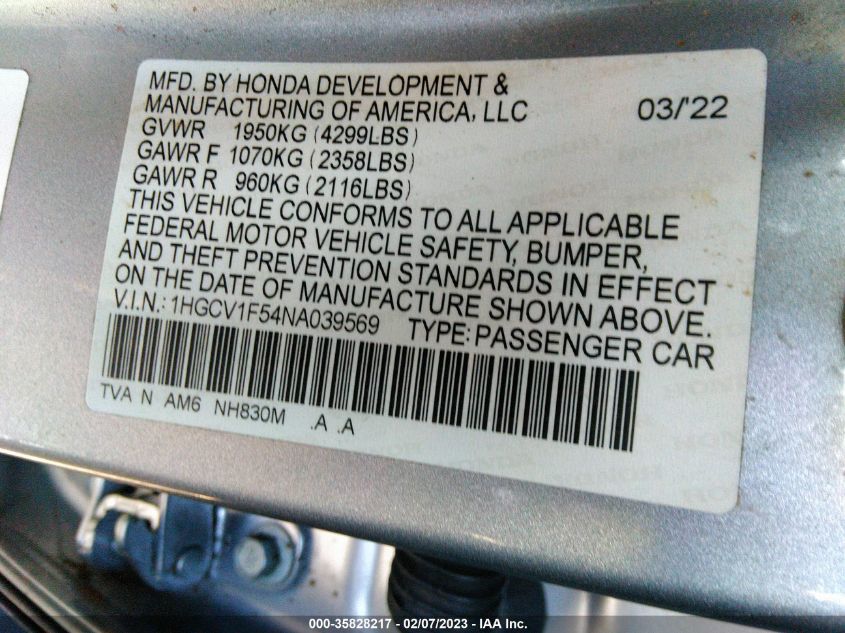 MFD. BY HONDA DEVELOPMENT &
MANUFACTURING OF AMERICA, LLC 03/'22
GVWR 1950KG (4299LBS)
GAWR F 1070KG (2358LBS)
GAWR R 960KG (2116LBS)
THIS VEHICLE CONFORMS TO ALL APPLICABLE
FEDERAL MOTOR VEHICLE SAFETY, BUMPER,
AND THEFT PREVENTION STANDARDS IN EFFECT
ON THE DATE OF MANUFACTURE SHOWN ABOVE.
V.I.N.: 1HGCV1F54NA039569 TYPE: PASSENGER CAR
TVA N AM6 NH830M .A .A
000-35828217 — 02/07/2023 — IAA Inc.